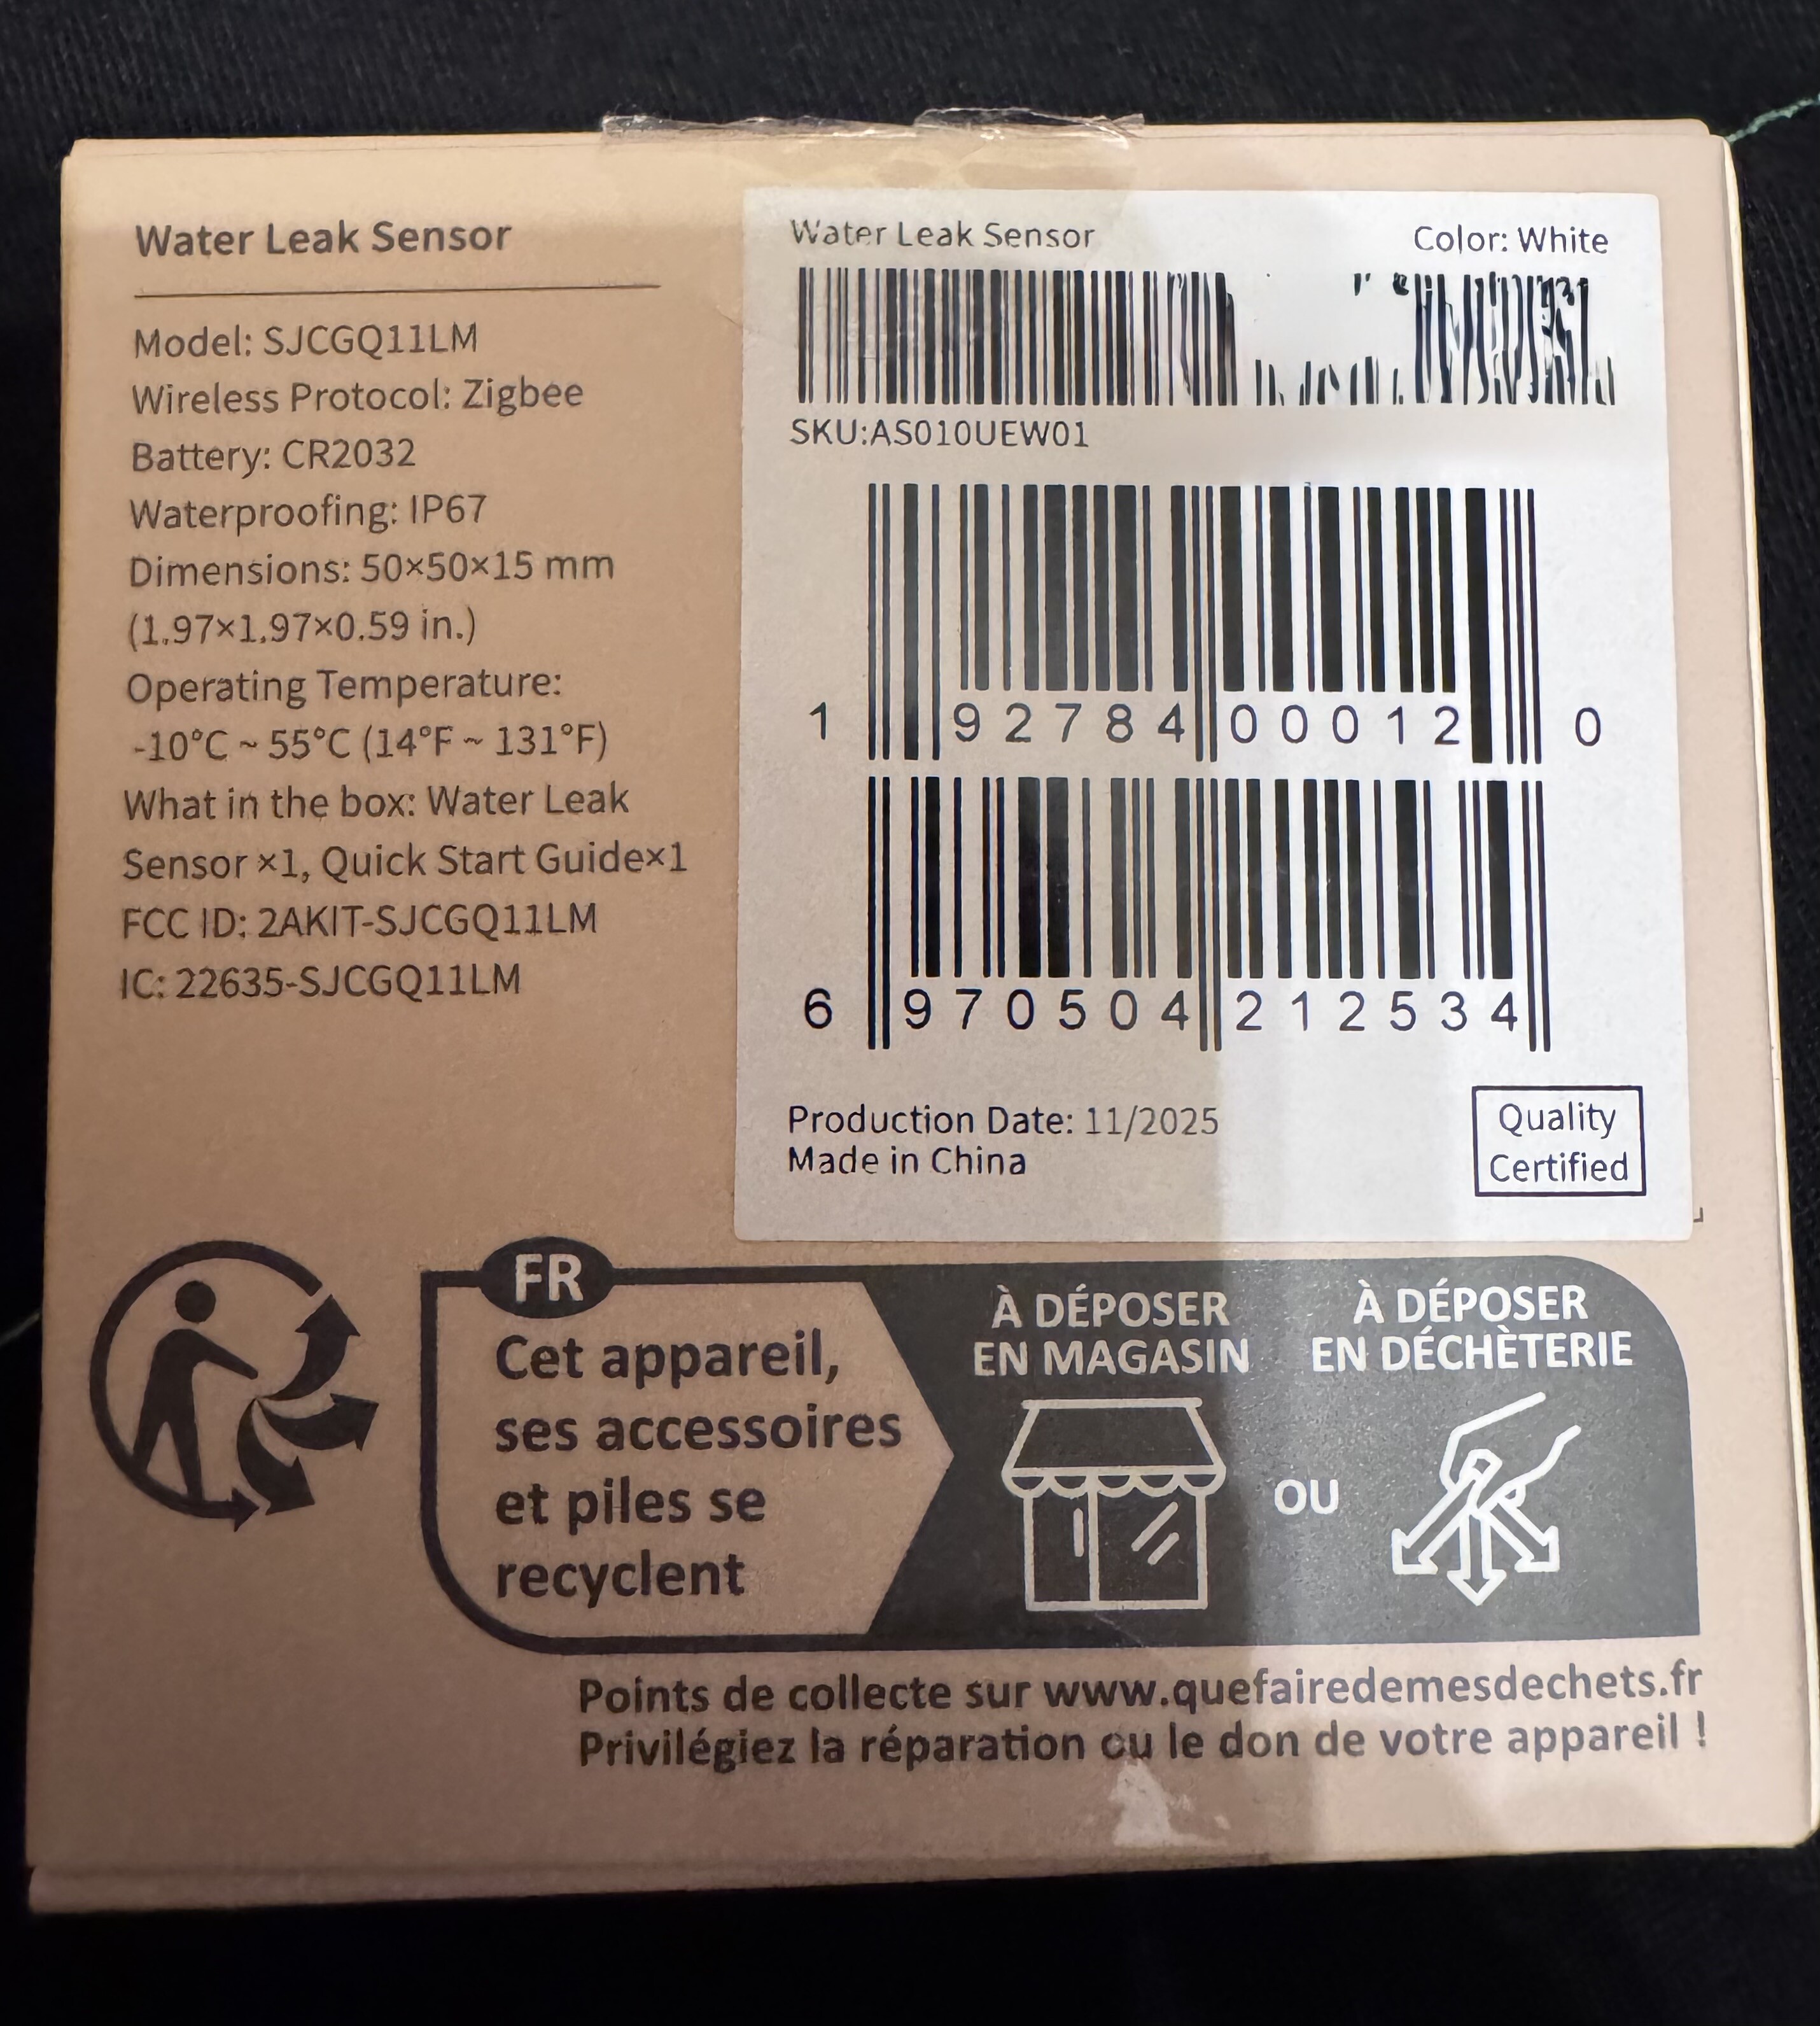 Water Leak Sensor
Model: SJCGQ11LM
Wireless Protocol: Zigbee
Battery: CR2032
Waterproofing: IP67
Dimensions: 50×50×15 mm
(1.97×1.97×0.59 in.)
Operating Temperature:
-10°C ~ 55°C (14°F ~ 131°F)
What in the box: Water Leak
Sensor ×1, Quick Start Guide×1
FCC ID: 2AKIT-SJCGQ11LM
IC: 22635-SJCGQ11LM
Water Leak Sensor
Color: White
SKU:AS010UEW01
1 92784 00012 0
6 970504 212534
Production Date: 11/2025
Made in China
Quality
Certified
FR
Cet appareil,
ses accessoires
et piles se
recyclent
À DÉPOSER
EN MAGASIN
OU
À DÉPOSER
EN DÉCHÈTERIE
Points de collecte sur www.quefairedemesdechets.fr
Privilégiez la réparation ou le don de votre appareil !